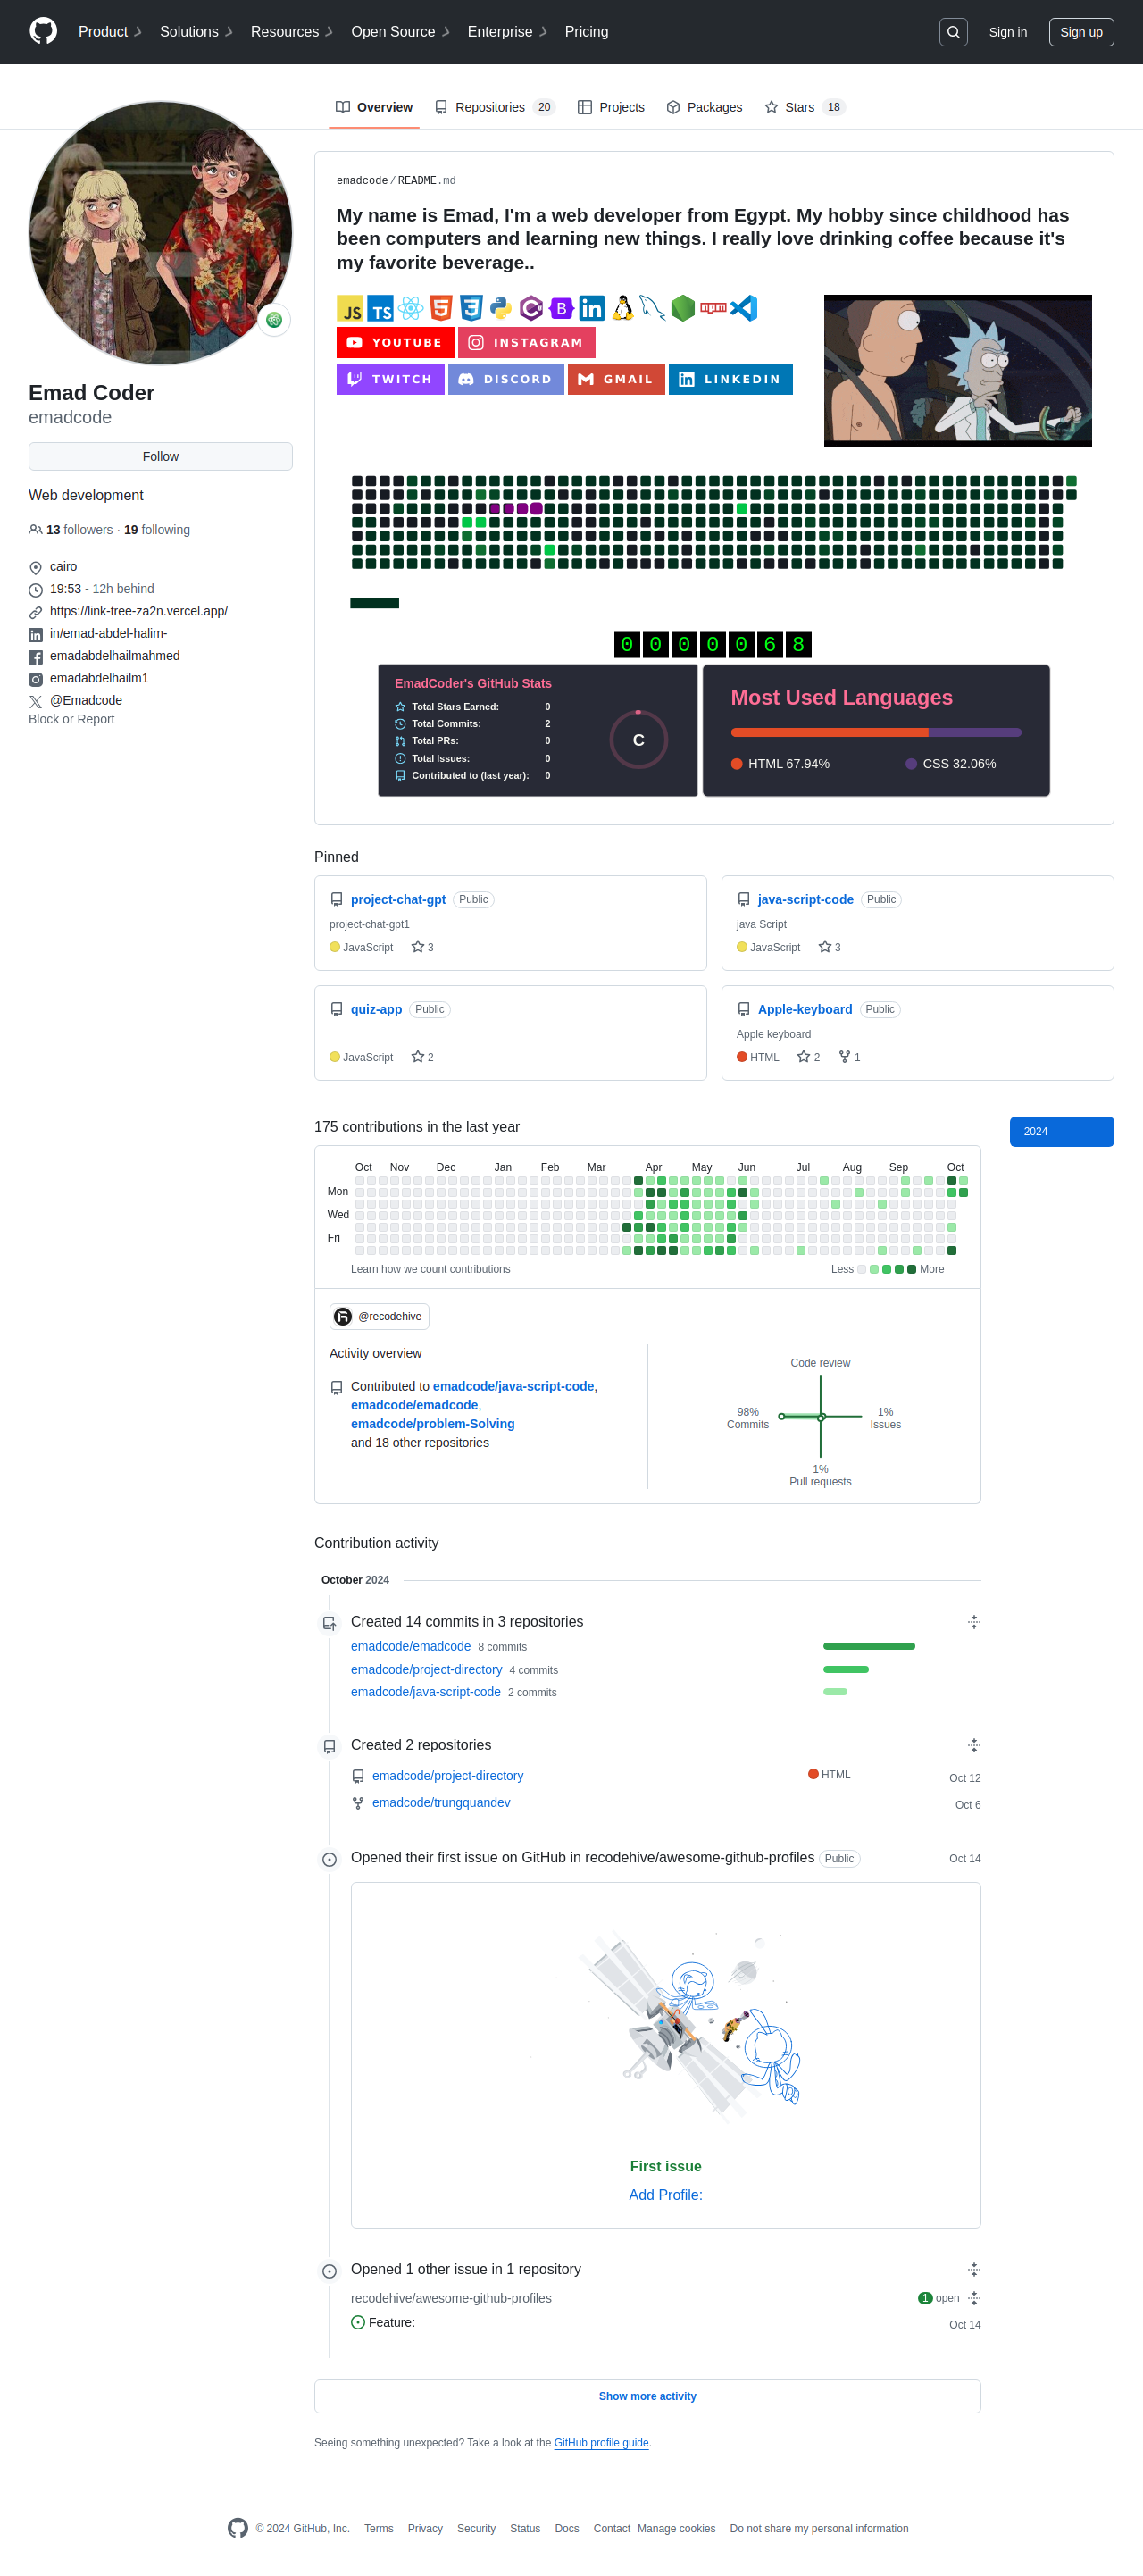 Product Solutions Resources Open Source Enterprise Pricing Sign in Sign up
Overview Repositories 20 Projects Packages Stars 18
Emad Coder
emadcode
Follow
Web development
13 followers · 19 following
cairo
19:53 - 12h behind
https://link-tree-za2n.vercel.app/
in/emad-abdel-halim-
emadabdelhailmahmed
emadabdelhailm1
@Emadcode
Block or Report
emadcode/README.md
My name is Emad, I'm a web developer from Egypt. My hobby since childhood has
been computers and learning new things. I really love drinking coffee because it's
my favorite beverage..
JS TS 5 3 C# B in npm
YOUTUBE INSTAGRAM
TWITCH DISCORD GMAIL LINKEDIN
0 0 0 0 0 6 8
EmadCoder's GitHub Stats
Total Stars Earned: 0
Total Commits: 2
Total PRs: 0
Total Issues: 0
Contributed to (last year): 0
C
Most Used Languages
HTML 67.94% CSS 32.06%
Pinned
project-chat-gpt Public
project-chat-gpt1
JavaScript 3
java-script-code Public
java Script
JavaScript 3
quiz-app Public
JavaScript 2
Apple-keyboard Public
Apple keyboard
HTML 2 1
175 contributions in the last year
2024
Oct Nov Dec Jan Feb Mar Apr May Jun Jul Aug Sep Oct
Mon
Wed
Fri
Learn how we count contributions Less More
@recodehive
Activity overview
Contributed to emadcode/java-script-code,
emadcode/emadcode,
emadcode/problem-Solving
and 18 other repositories
Code review
98%
Commits
1%
Issues
1%
Pull requests
Contribution activity
October 2024
Created 14 commits in 3 repositories
emadcode/emadcode 8 commits
emadcode/project-directory 4 commits
emadcode/java-script-code 2 commits
Created 2 repositories
emadcode/project-directory HTML Oct 12
emadcode/trungquandev Oct 6
Opened their first issue on GitHub in recodehive/awesome-github-profiles Public Oct 14
First issue
Add Profile:
Opened 1 other issue in 1 repository
recodehive/awesome-github-profiles 1 open
Feature: Oct 14
Show more activity
Seeing something unexpected? Take a look at the GitHub profile guide.
© 2024 GitHub, Inc. Terms Privacy Security Status Docs Contact Manage cookies Do not share my personal information